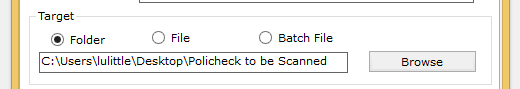 Target
Folder File Batch File
C:\Users\lulittle\Desktop\Policheck to be Scanned Browse